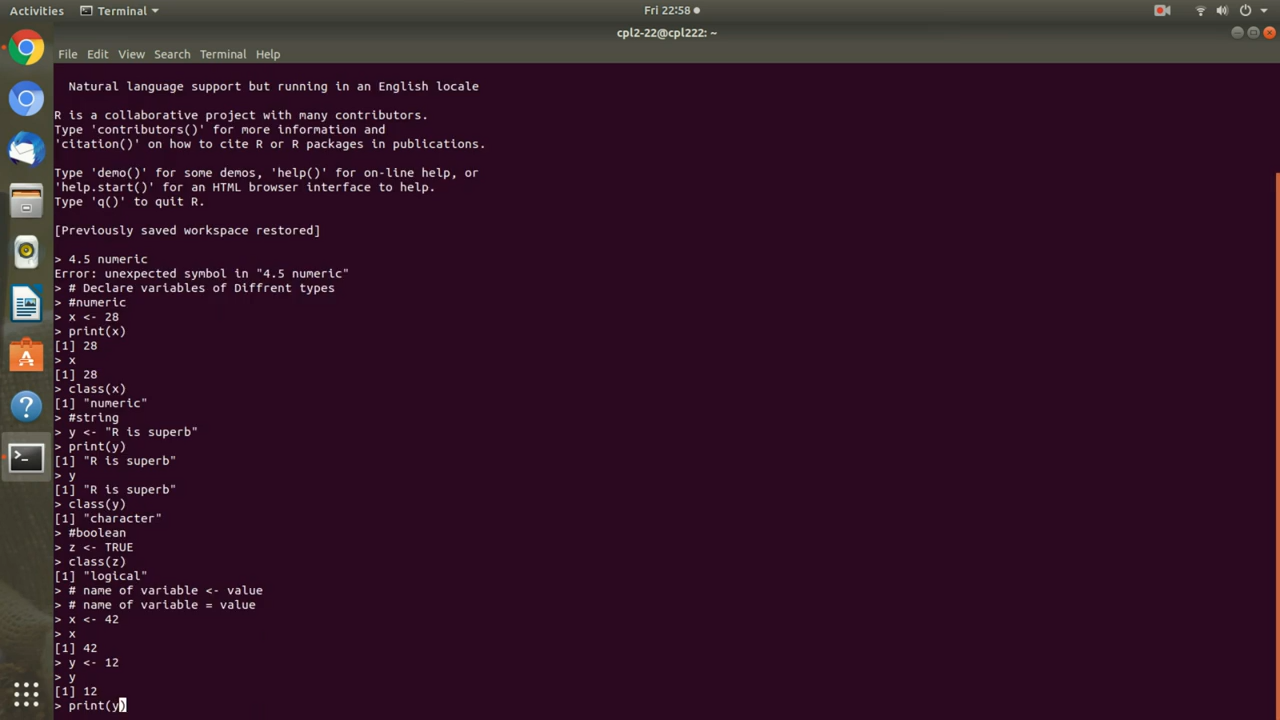 Activities
Terminal
Fri 22:58
cpl2-22@cpl222: ~
File Edit View Search Terminal Help
Natural language support but running in an English locale
R is a collaborative project with many contributors.
Type 'contributors()' for more information and
'citation()' on how to cite R or R packages in publications.
Type 'demo()' for some demos, 'help()' for on-line help, or
'help.start()' for an HTML browser interface to help.
Type 'q()' to quit R.
[Previously saved workspace restored]
> 4.5 numeric
Error: unexpected symbol in "4.5 numeric"
> # Declare variables of Diffrent types
> #numeric
> x <- 28
> print(x)
[1] 28
> x
[1] 28
> class(x)
[1] "numeric"
> #string
> y <- "R is superb"
> print(y)
[1] "R is superb"
> y
[1] "R is superb"
> class(y)
[1] "character"
> #boolean
> z <- TRUE
> class(z)
[1] "logical"
> # name of variable <- value
> # name of variable = value
> x <- 42
> x
[1] 42
> y <- 12
> y
[1] 12
> print(y)